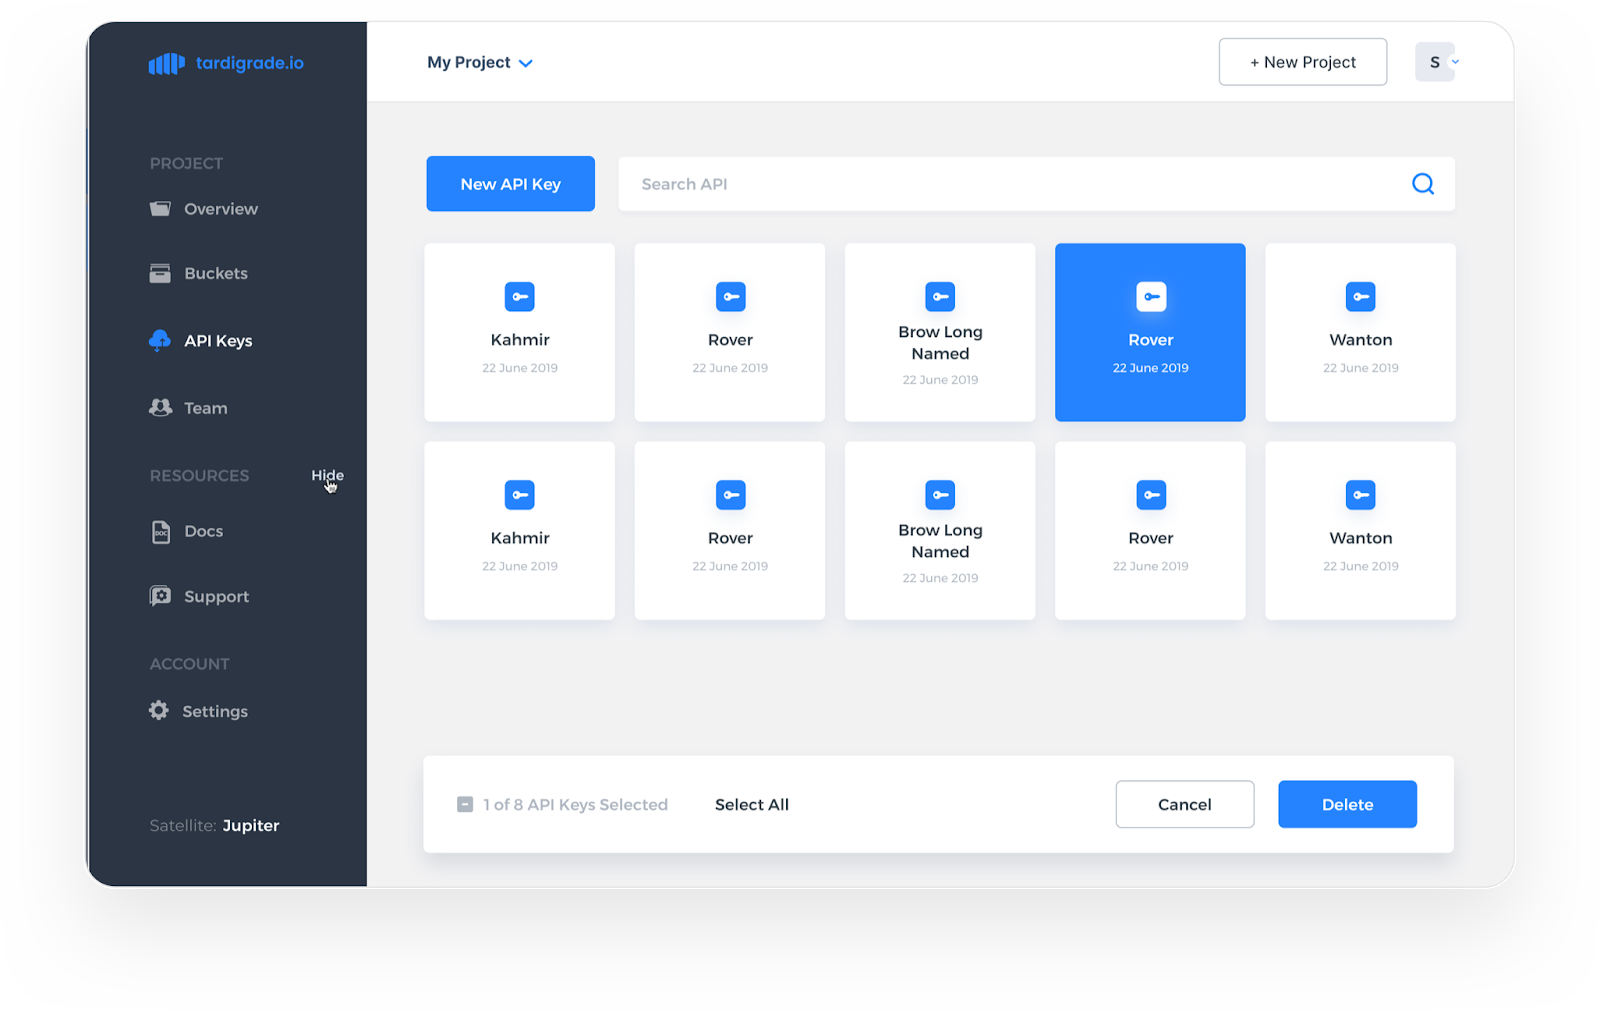 tardigrade.io
My Project
+ New Project
S
PROJECT
Overview
Buckets
API Keys
Team
RESOURCES
Hide
Docs
DOC
Support
ACCOUNT
Settings
Satellite: Jupiter
New API Key
Search API
Kahmir
22 June 2019
Rover
22 June 2019
Brow Long
Named
22 June 2019
Rover
22 June 2019
Wanton
22 June 2019
Kahmir
22 June 2019
Rover
22 June 2019
Brow Long
Named
22 June 2019
Rover
22 June 2019
Wanton
22 June 2019
1 of 8 API Keys Selected
Select All
Cancel
Delete